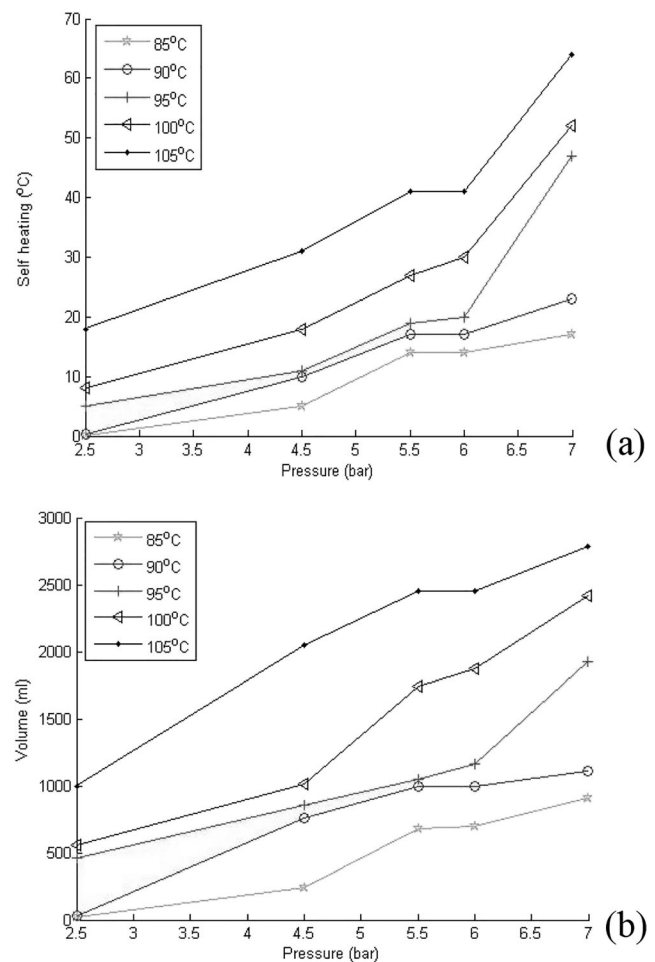 70
60
50
40
30
20
10
0
Self heating (°C)
85°C
90°C
95°C
100°C
105°C
2.5 3 3.5 4 4.5 5 5.5 6 6.5 7
Pressure (bar)
(a)
3000
2500
2000
1500
1000
500
0
Volume (ml)
85°C
90°C
95°C
100°C
105°C
2.5 3 3.5 4 4.5 5 5.5 6 6.5 7
Pressure (bar)
(b)